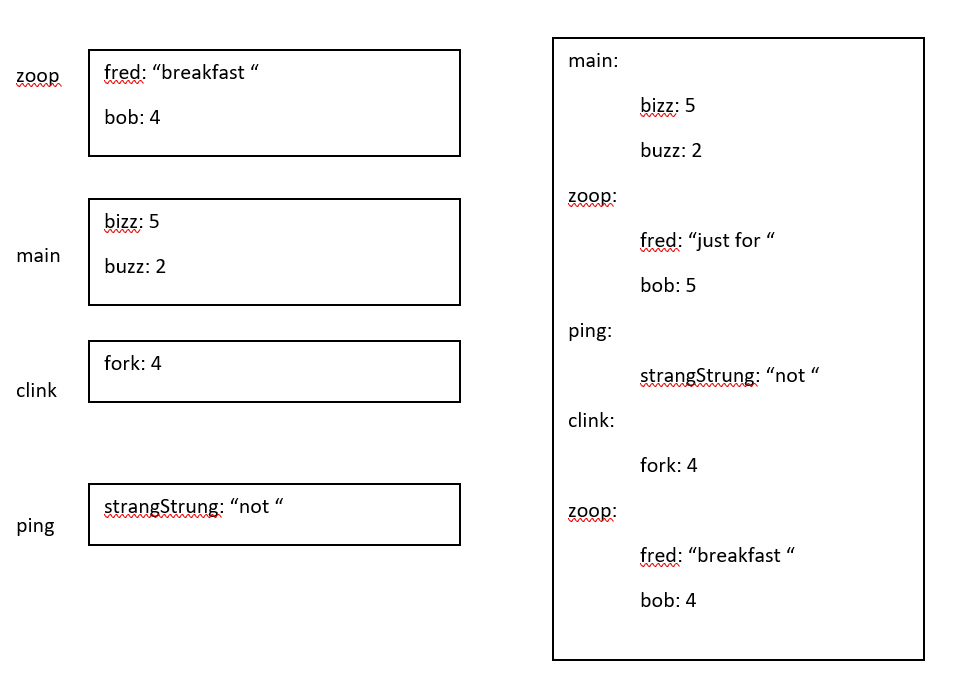 zoop
fred: “breakfast “
bob: 4
main
bizz: 5
buzz: 2
clink
fork: 4
ping
strangStrung: “not “
main:
bizz: 5
buzz: 2
zoop:
fred: “just for “
bob: 5
ping:
strangStrung: “not “
clink:
fork: 4
zoop:
fred: “breakfast “
bob: 4